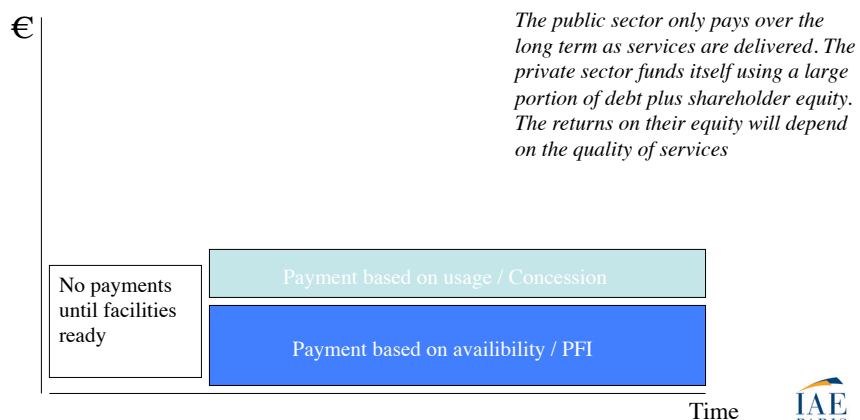 €
The public sector only pays over the
long term as services are delivered. The
private sector funds itself using a large
portion of debt plus shareholder equity.
The returns on their equity will depend
on the quality of services
No payments
until facilities
ready
Payment based on usage / Concession
Payment based on availibility / PFI
Time
IAE
PARIS